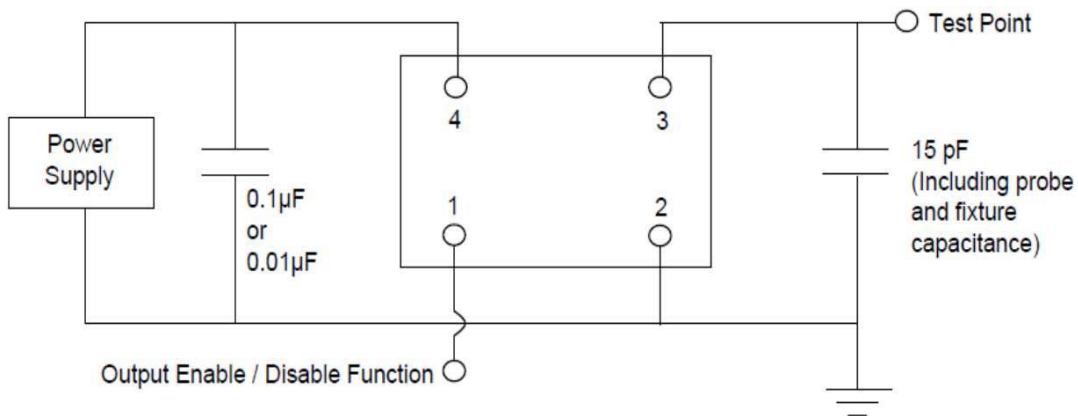 Test Point
4
3
Power
Supply
0.1µF
or
0.01µF
1
2
15 pF
(Including probe
and fixture
capacitance)
Output Enable / Disable Function